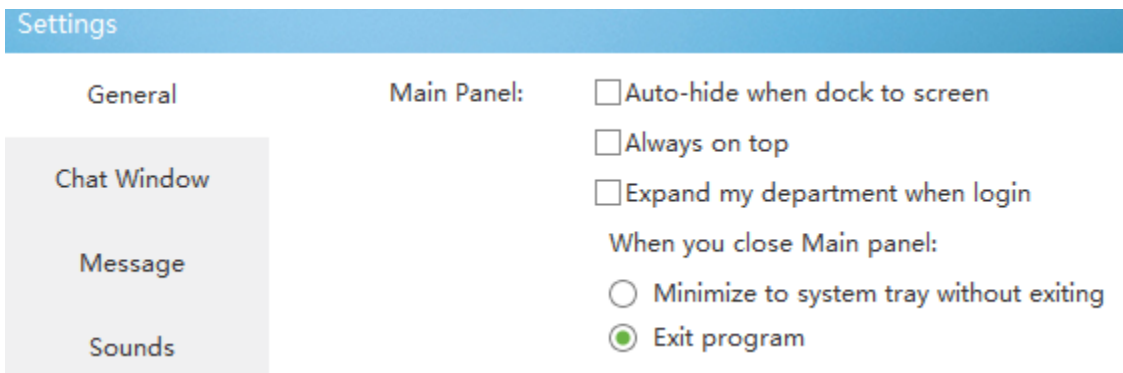 Settings
General
Main Panel:
Auto-hide when dock to screen
Always on top
Chat Window
Expand my department when login
When you close Main panel:
Message
Minimize to system tray without exiting
Exit program
Sounds